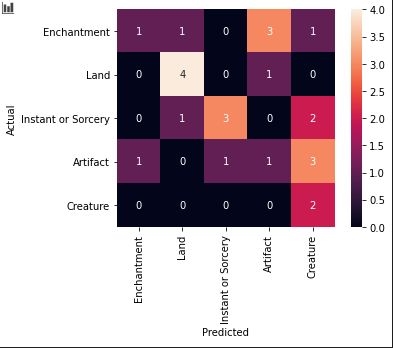 Enchantment 1 1 0 3 1
Land 0 4 0 1 0
Instant or Sorcery 0 1 3 0 2
Artifact 1 0 1 1 3
Creature 0 0 0 0 2
Actual
Enchantment Land Instant or Sorcery Artifact Creature
Predicted
4.0
3.5
3.0
2.5
2.0
1.5
1.0
0.5
0.0